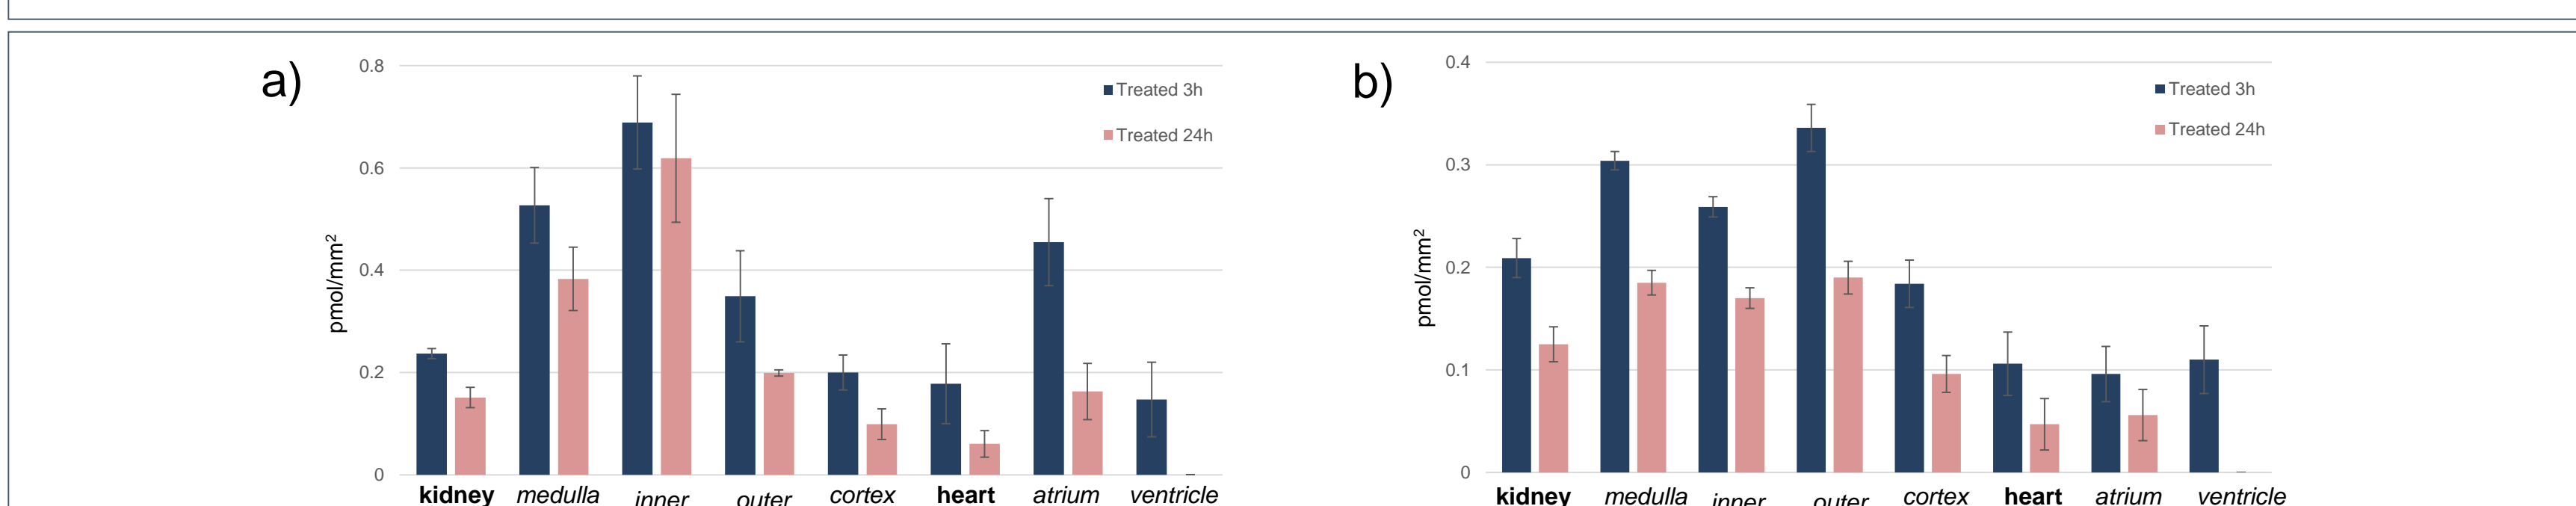 a)
0.8
0.6
0.4
0.2
0
pmol/mm²
Treated 3h
Treated 24h
kidney medulla inner outer cortex heart atrium ventricle
b)
0.4
0.3
0.2
0.1
0
pmol/mm²
Treated 3h
Treated 24h
kidney medulla inner outer cortex heart atrium ventricle